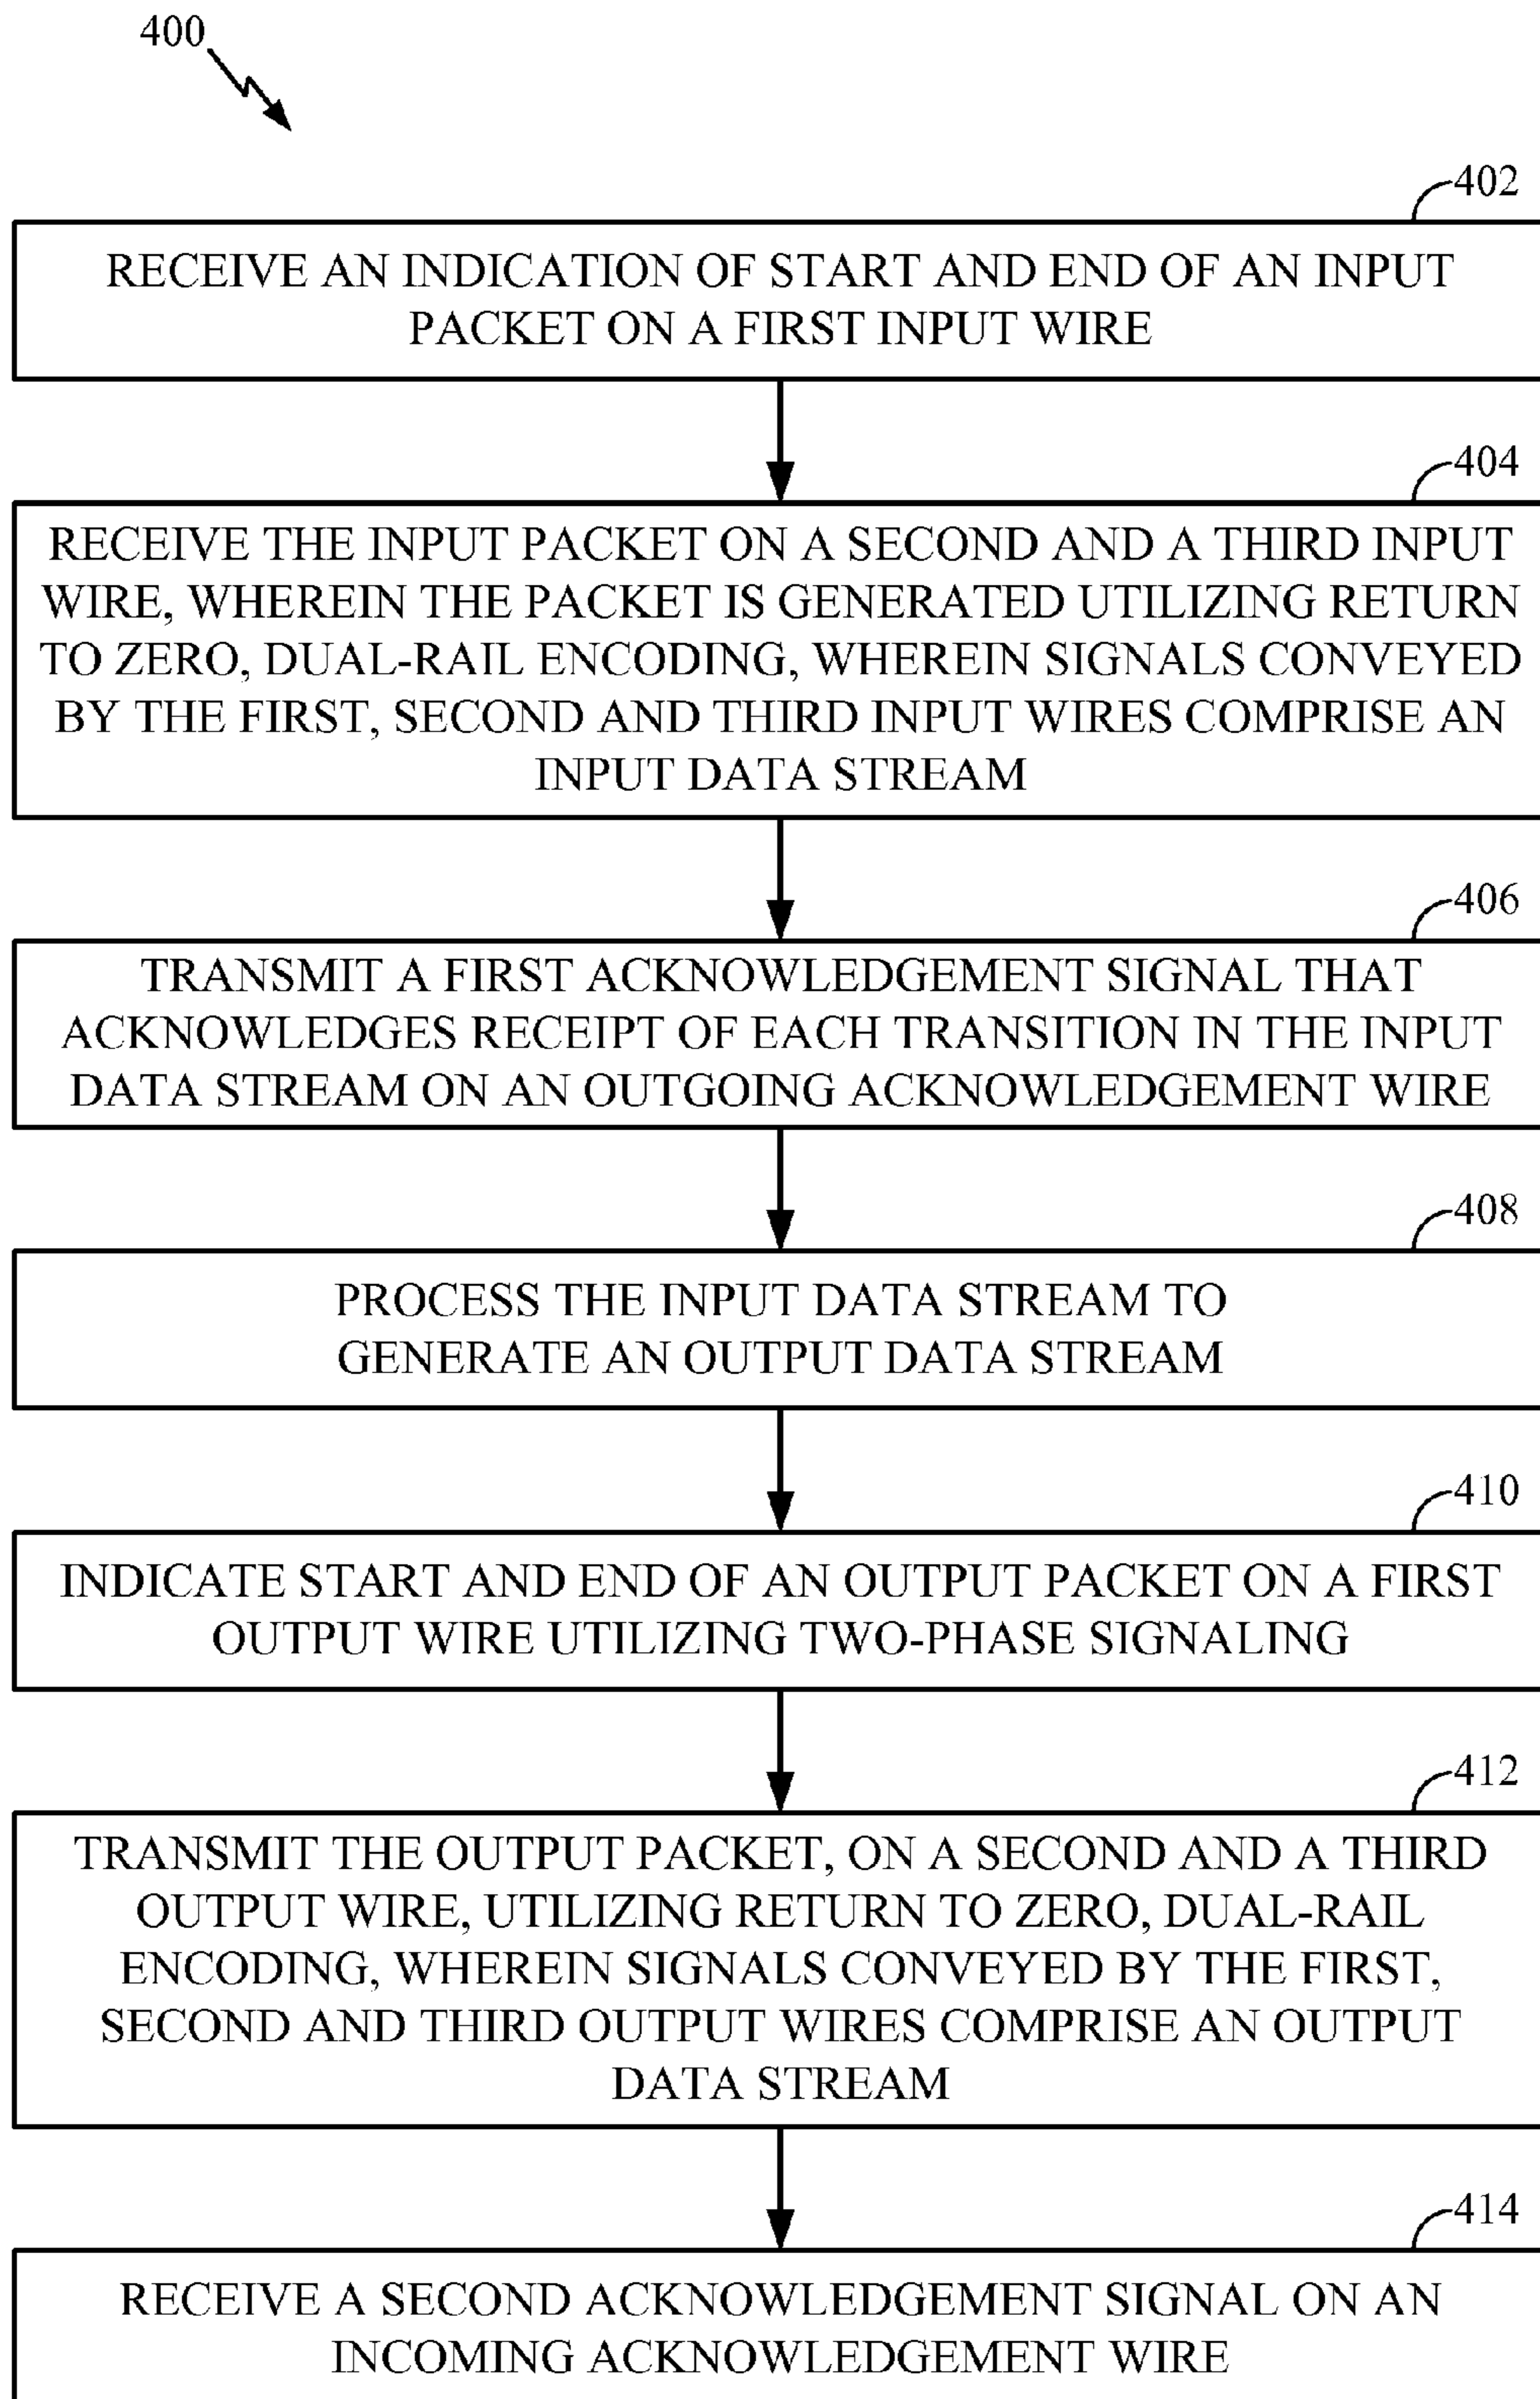 400
402
RECEIVE AN INDICATION OF START AND END OF AN INPUT
PACKET ON A FIRST INPUT WIRE
404
RECEIVE THE INPUT PACKET ON A SECOND AND A THIRD INPUT
WIRE, WHEREIN THE PACKET IS GENERATED UTILIZING RETURN
TO ZERO, DUAL-RAIL ENCODING, WHEREIN SIGNALS CONVEYED
BY THE FIRST, SECOND AND THIRD INPUT WIRES COMPRISE AN
INPUT DATA STREAM
406
TRANSMIT A FIRST ACKNOWLEDGEMENT SIGNAL THAT
ACKNOWLEDGES RECEIPT OF EACH TRANSITION IN THE INPUT
DATA STREAM ON AN OUTGOING ACKNOWLEDGEMENT WIRE
408
PROCESS THE INPUT DATA STREAM TO
GENERATE AN OUTPUT DATA STREAM
410
INDICATE START AND END OF AN OUTPUT PACKET ON A FIRST
OUTPUT WIRE UTILIZING TWO-PHASE SIGNALING
412
TRANSMIT THE OUTPUT PACKET, ON A SECOND AND A THIRD
OUTPUT WIRE, UTILIZING RETURN TO ZERO, DUAL-RAIL
ENCODING, WHEREIN SIGNALS CONVEYED BY THE FIRST,
SECOND AND THIRD OUTPUT WIRES COMPRISE AN OUTPUT
DATA STREAM
414
RECEIVE A SECOND ACKNOWLEDGEMENT SIGNAL ON AN
INCOMING ACKNOWLEDGEMENT WIRE